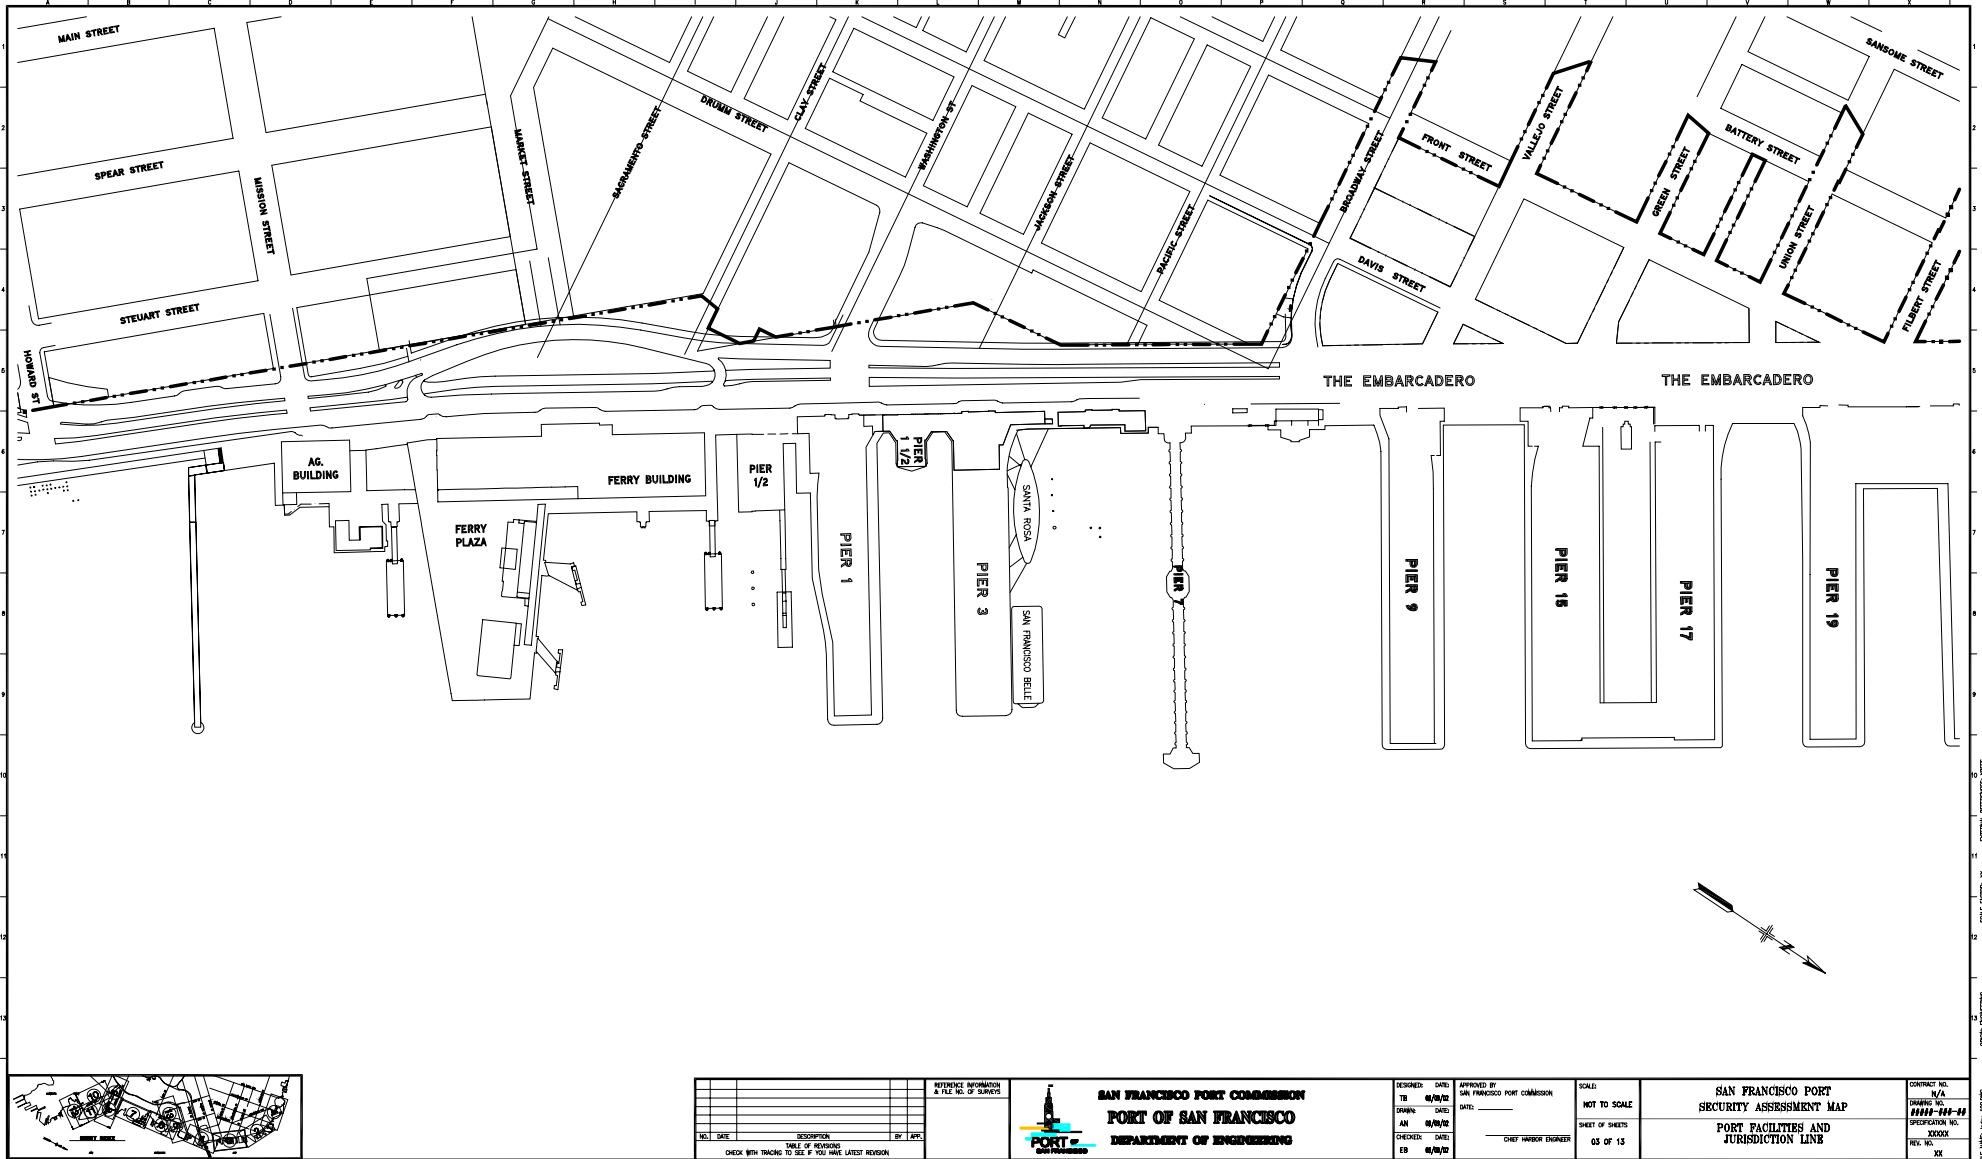 MAIN STREET
SPEAR STREET
STEUART STREET
HOWARD ST
MISSION STREET
MARKET STREET
SACRAMENTO STREET
DRUMM STREET
CLAY STREET
WASHINGTON ST
JACKSON STREET
PACIFIC STREET
BROADWAY STREET
FRONT STREET
DAVIS STREET
VALLEJO STREET
GREEN STREET
BATTERY STREET
UNION STREET
SANSOME STREET
FILBERT STREET
THE EMBARCADERO
THE EMBARCADERO
AG.
BUILDING
FERRY BUILDING
FERRY
PLAZA
PIER
1/2
PIER 1
PIER
1 1/2
PIER 3
SANTA ROSA
SAN FRANCISCO BELLE
PIER 7
PIER 9
PIER 15
PIER 17
PIER 19
N
NO. DATE DESCRIPTION BY APP.
TABLE OF REVISIONS
CHECK WITH TRACING TO SEE IF YOU HAVE LATEST REVISION
REFERENCE INFORMATION
& FILE NO. OF SURVEYS
PORT OF
SAN FRANCISCO
SAN FRANCISCO PORT COMMISSION
PORT OF SAN FRANCISCO
DEPARTMENT OF ENGINEERING
DESIGNED: DATE:
TB
DRAWN: DATE:
AN
CHECKED: DATE:
EB
APPROVED BY
SAN FRANCISCO PORT COMMISSION
DATE:
CHIEF HARBOR ENGINEER
SCALE:
NOT TO SCALE
SHEET OF SHEETS
03 OF 13
SAN FRANCISCO PORT
SECURITY ASSESSMENT MAP
PORT FACILITIES AND
JURISDICTION LINE
CONTRACT NO.
N/A
DRAWING NO.
#####-###-##
SPECIFICATION NO.
XXXXX
REV. NO.
XX